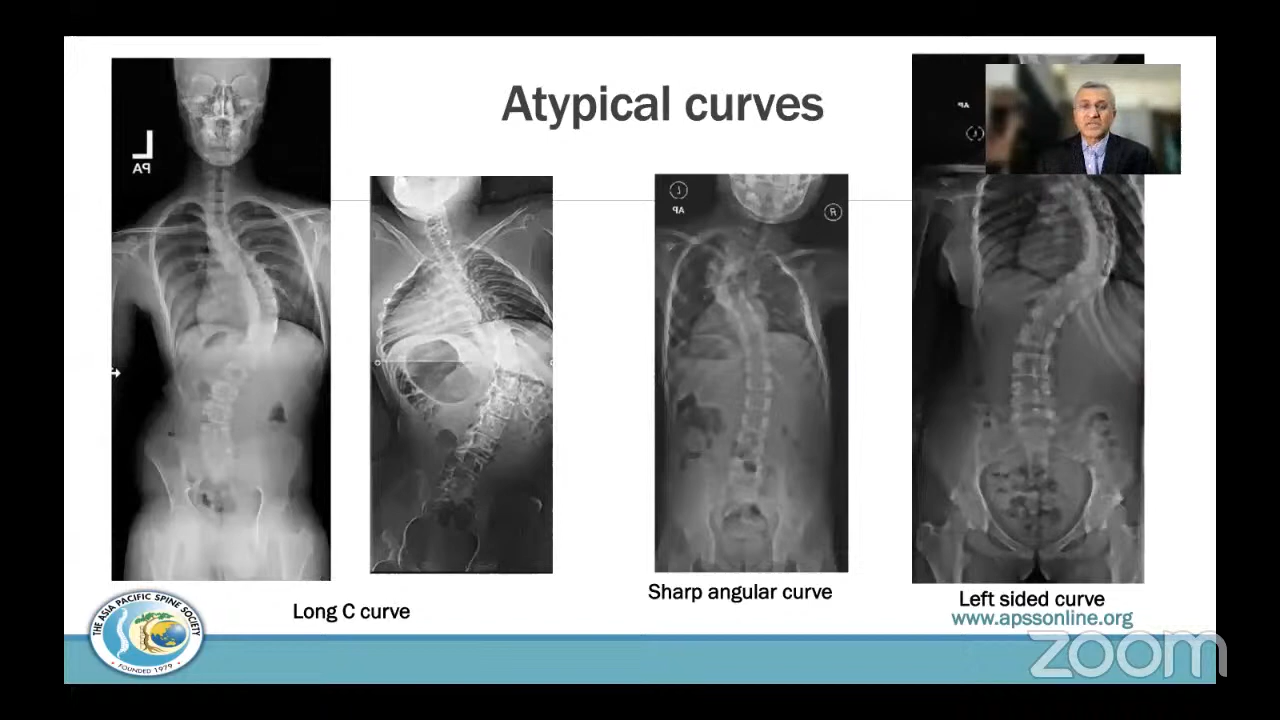 Atypical curves
L
PA
L
AP
R
AP
L
Long C curve
Sharp angular curve
Left sided curve
www.apssonline.org
THE ASIA PACIFIC SPINE SOCIETY
• FOUNDED 1979 •
zoom